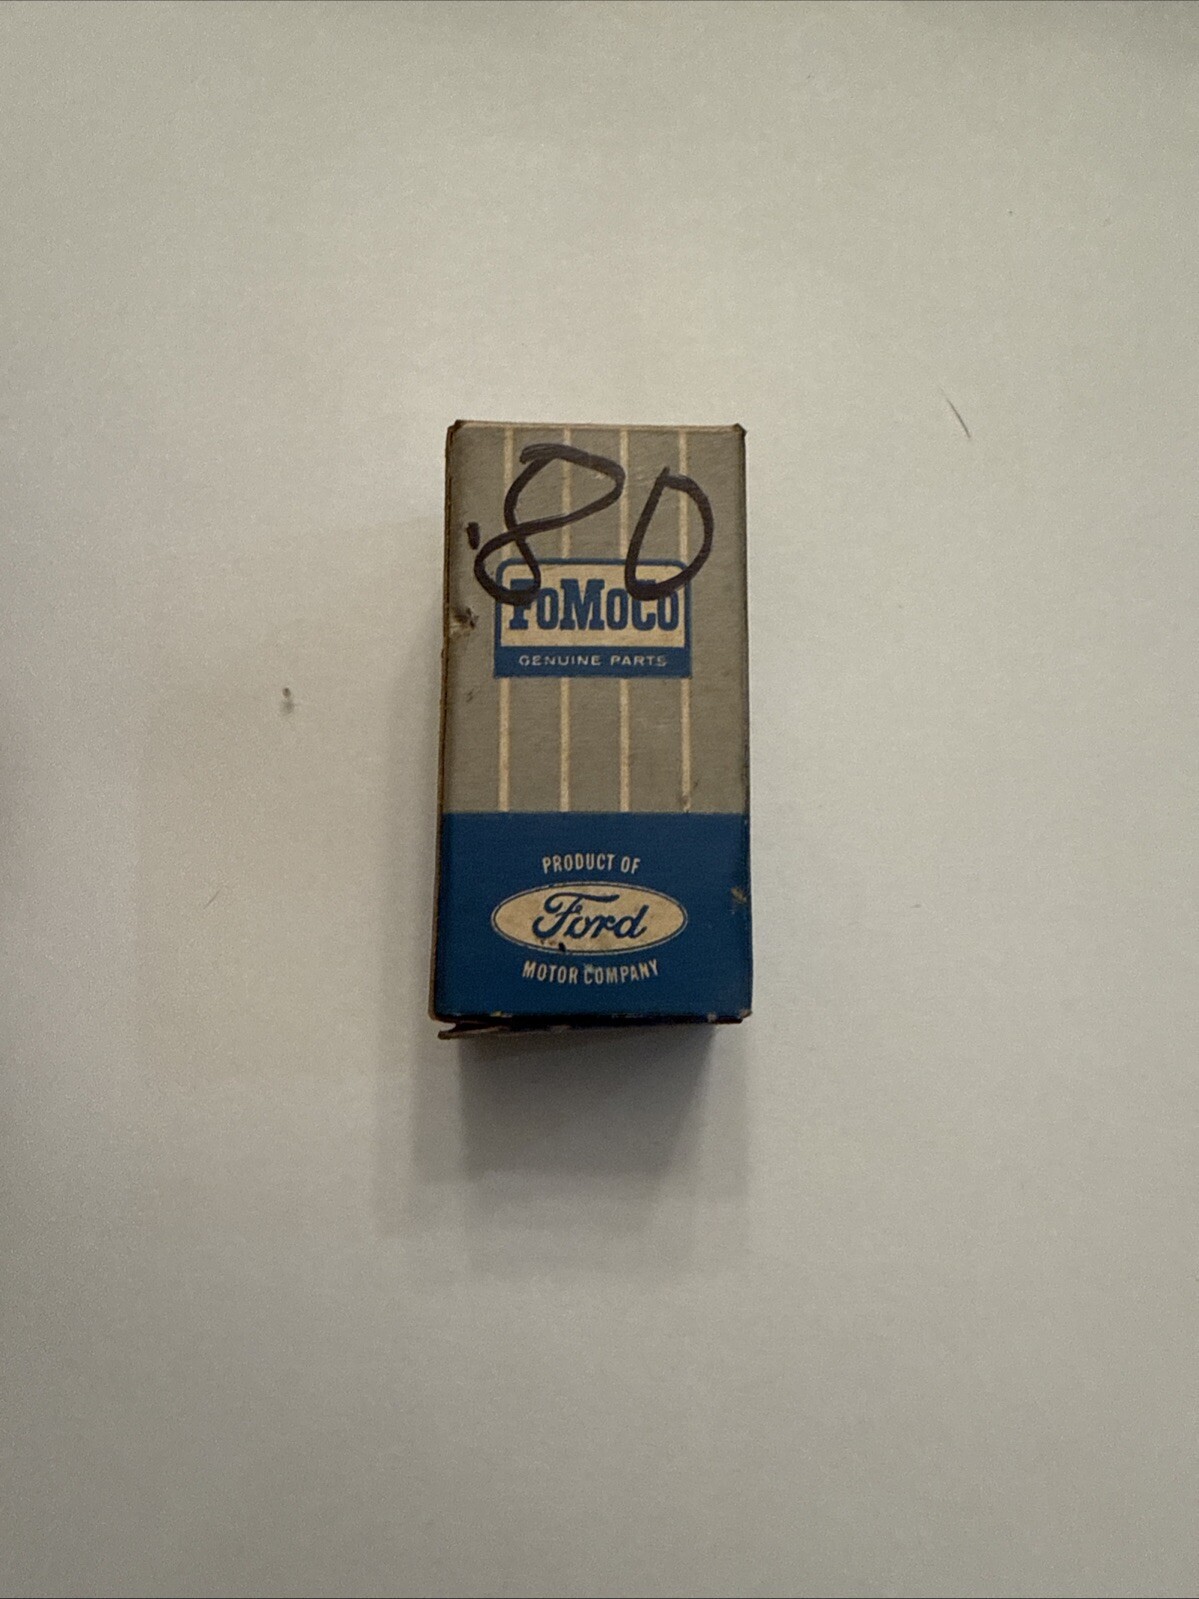 .80
FoMoCo
GENUINE PARTS
PRODUCT OF
Ford
MOTOR COMPANY